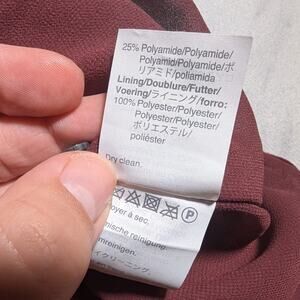 25% Polyamide/Polyamide/
Polyamid/Polyamide/ポ
リアミド/poliamida
Lining/Doublure/Futter/
Voering/ライニング/forro:
100% Polyester/Polyester/
Polyester/Polyester/
ポリエステル/
poliéster
Dry clean.
P
oyer à sec.
mische reinigung.
mreinigen.
イクリーニング.